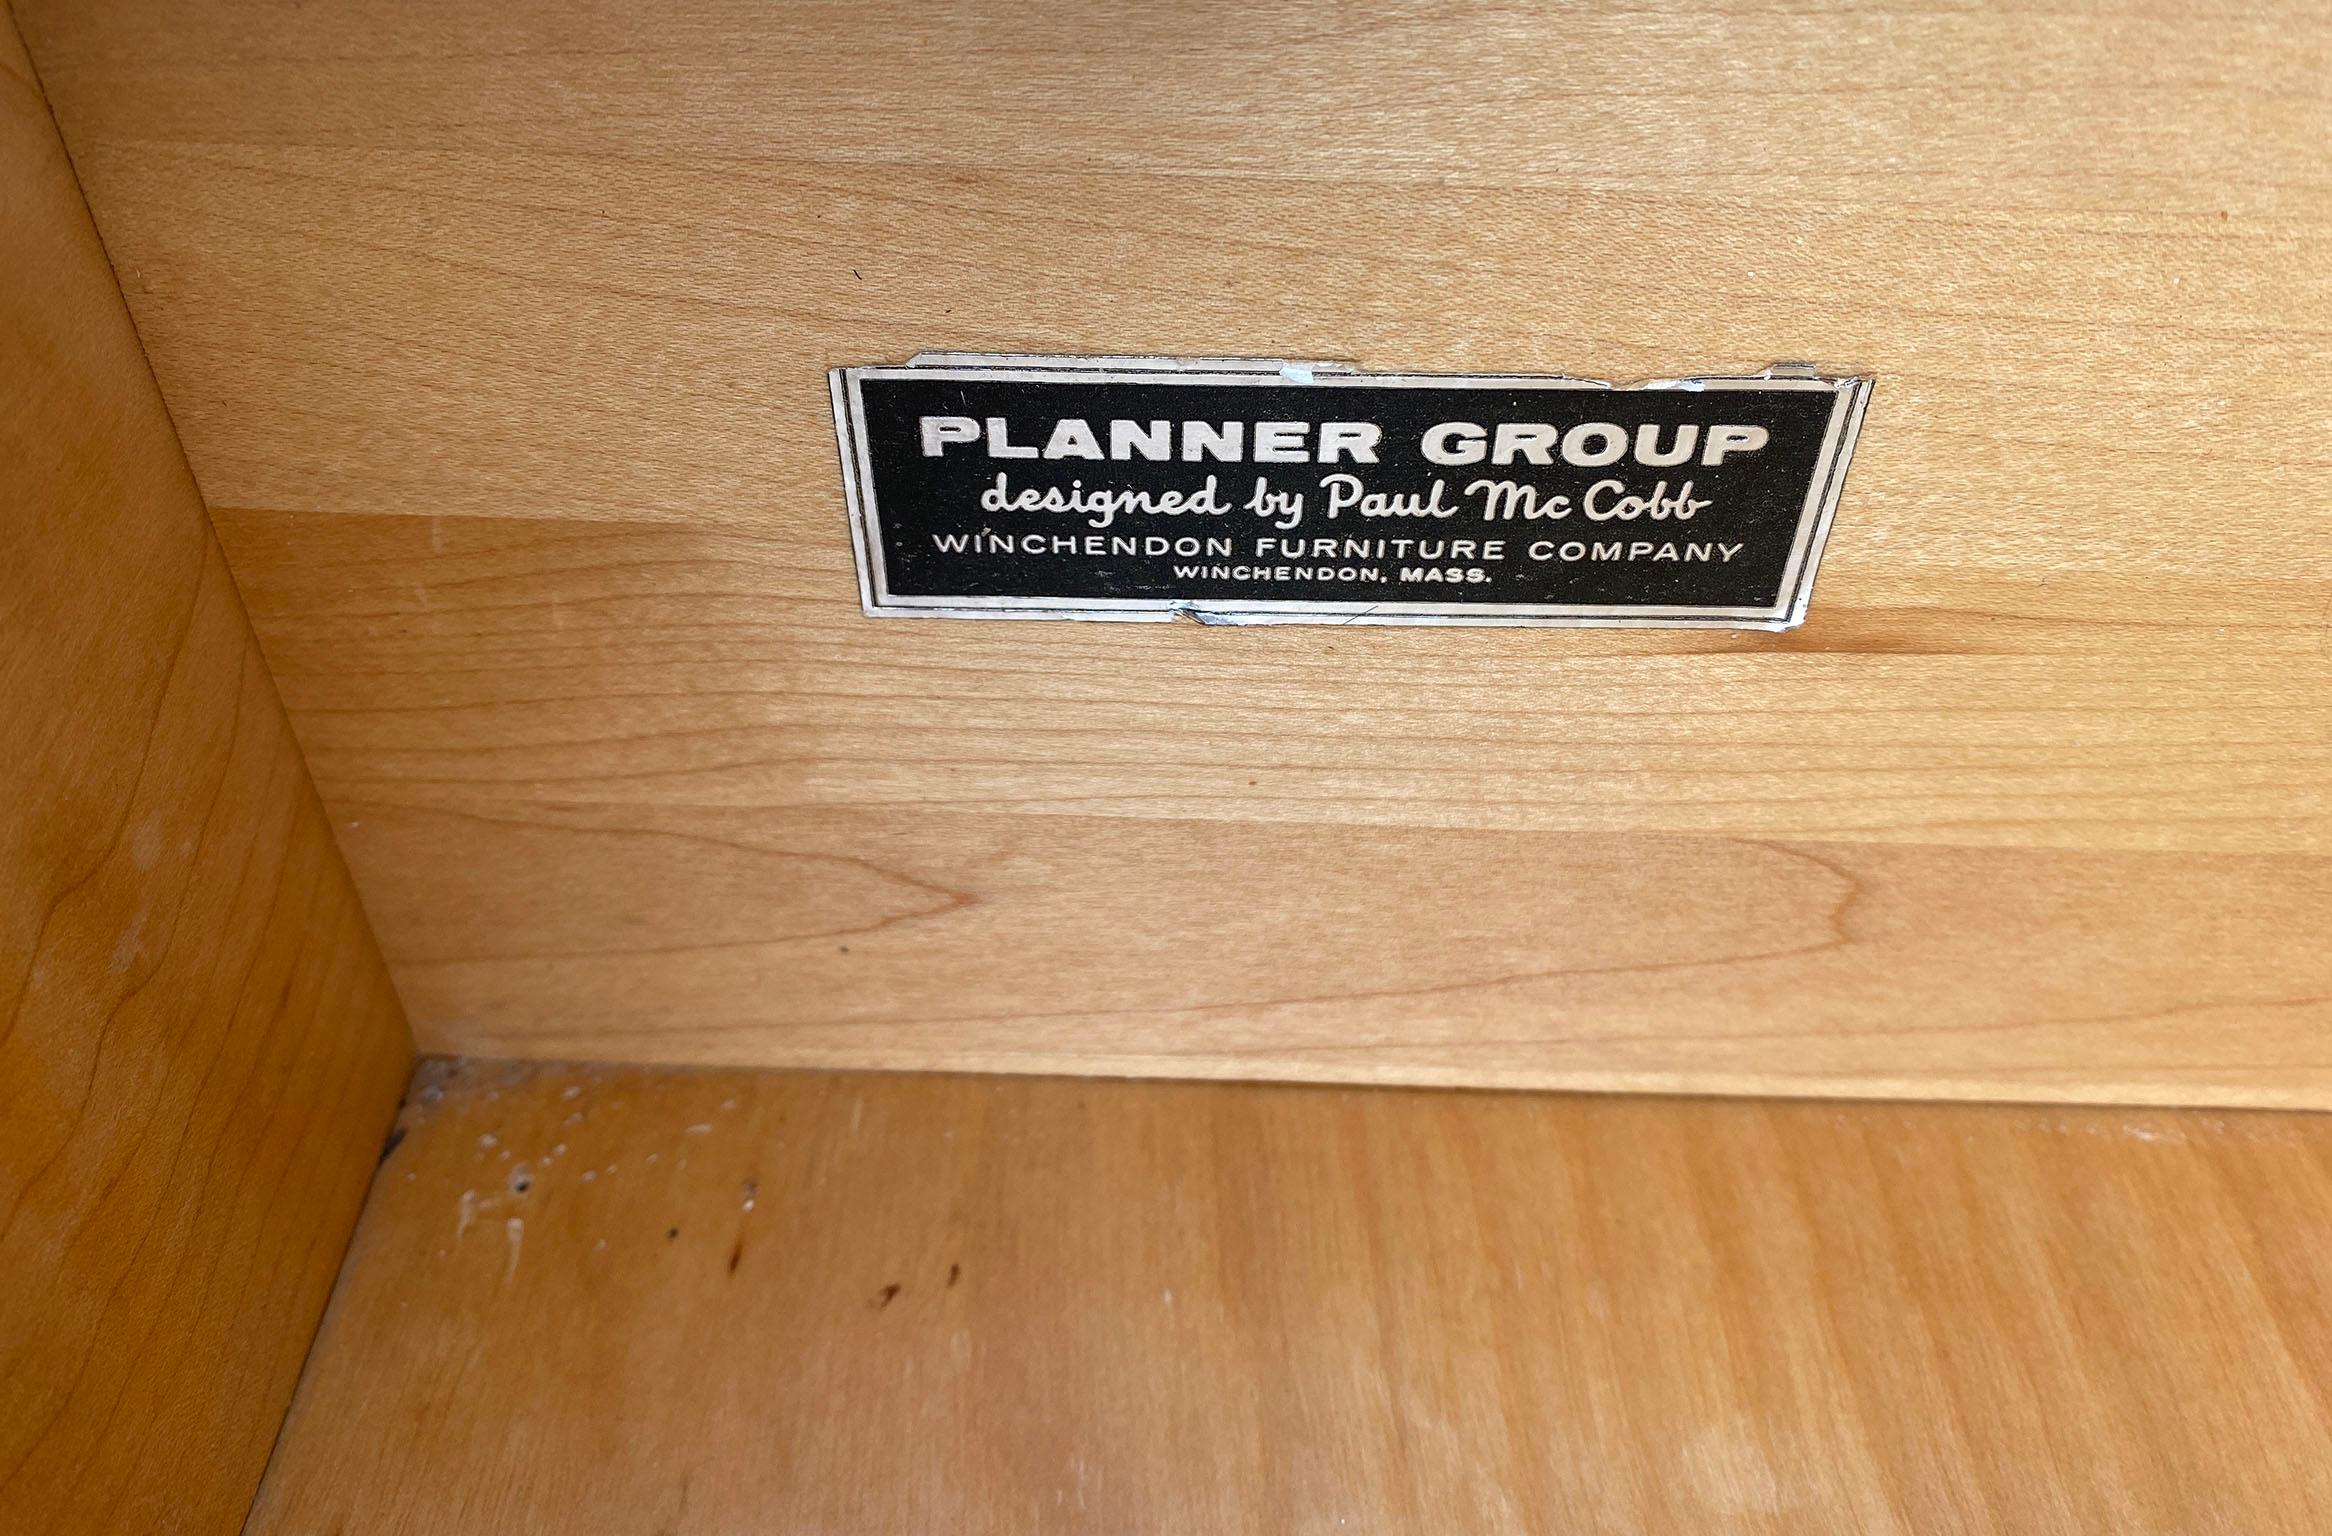 PLANNER GROUP
designed by Paul Mc Cobb
WINCHENDON FURNITURE COMPANY
WINCHENDON, MASS.